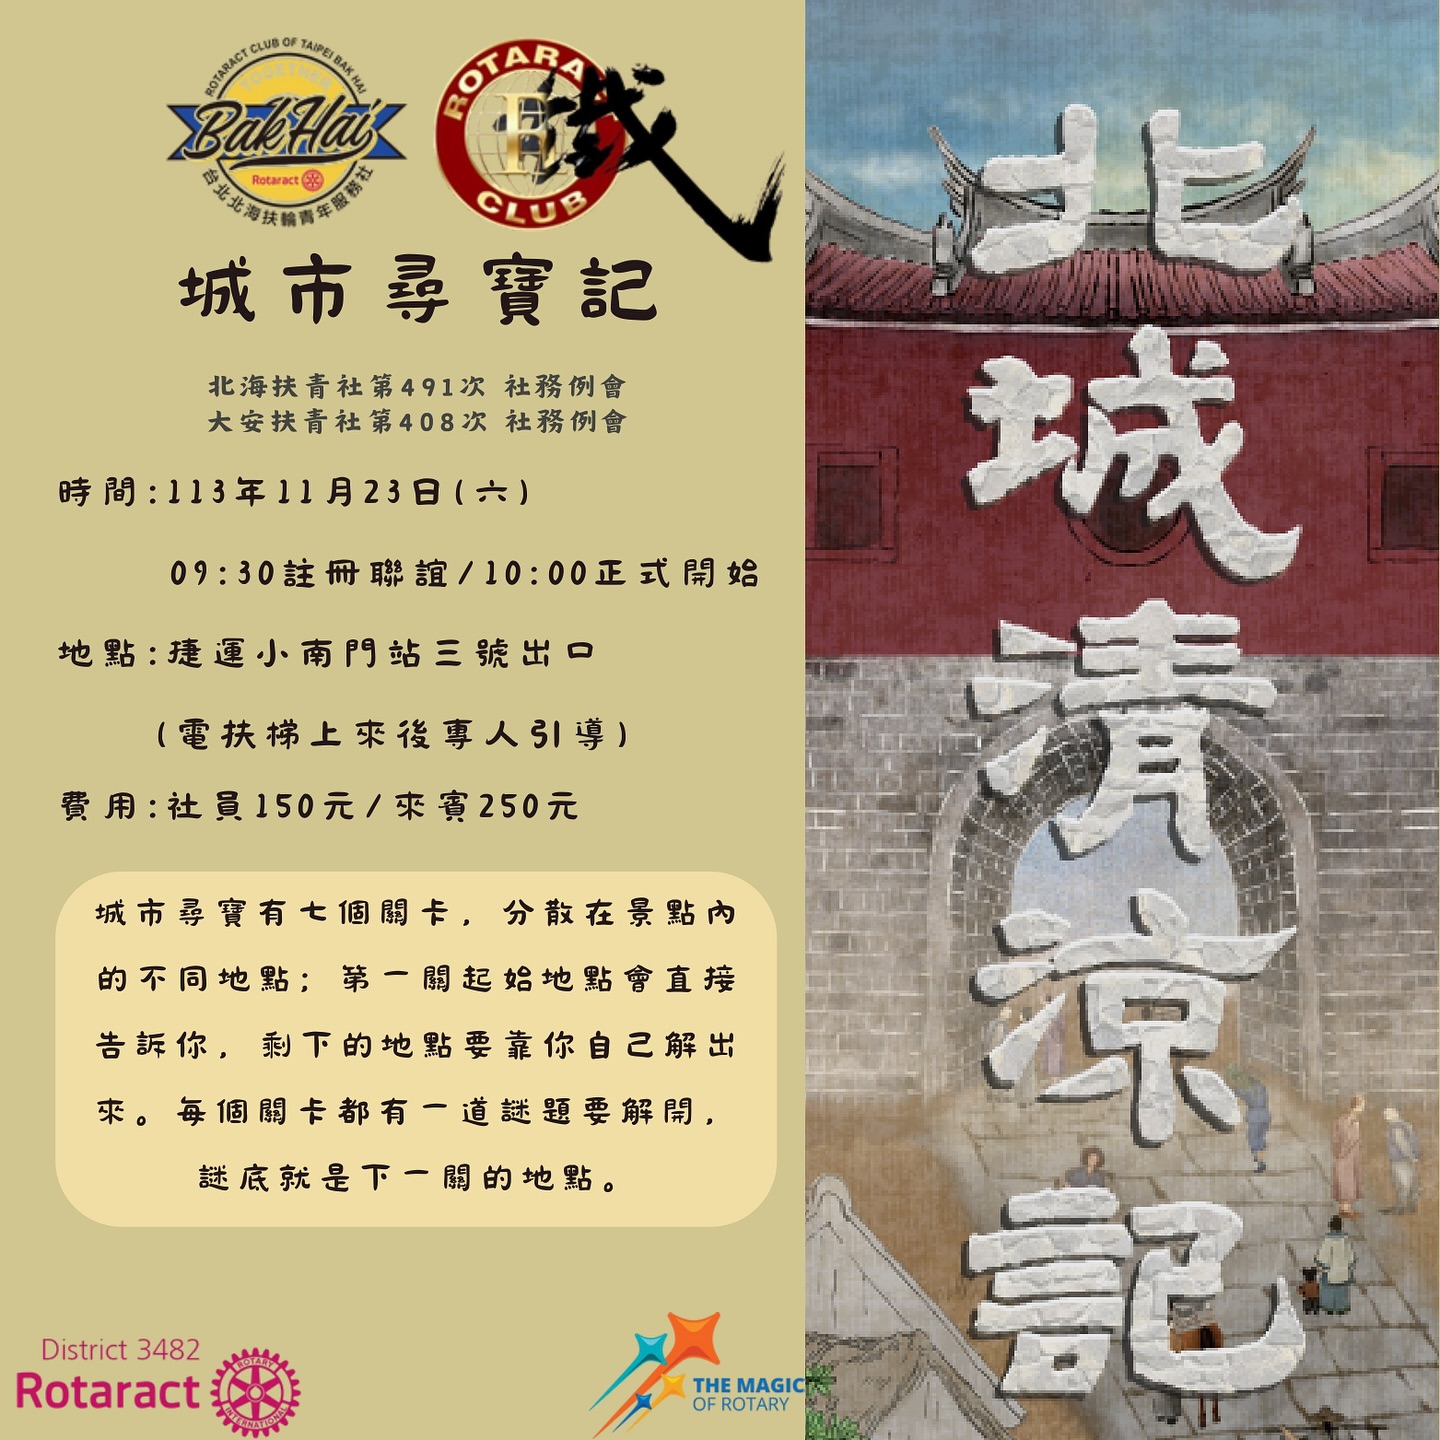 ROTARACT CLUB OF TAIPEI BAK HAI
TOGETHER
Bak Hai
Rotaract
台北北海扶輪青年服務社
ROTARA
CLUB
城市尋寶記
北海扶青社第491次 社務例會
大安扶青社第408次 社務例會
時間:113年11月23日(六)
09:30註冊聯誼/10:00正式開始
地點:捷運小南門站三號出口
(電扶梯上來後專人引導)
費用:社員150元/來賓250元
城市尋寶有七個關卡，分散在景點內
的不同地點；第一關起始地點會直接
告訴你，剩下的地點要靠你自己解出
來。每個關卡都有一道謎題要解開，
謎底就是下一關的地點。
District 3482
Rotaract
ROTARY
INTERNATIONAL
THE MAGIC
OF ROTARY
北城清涼記